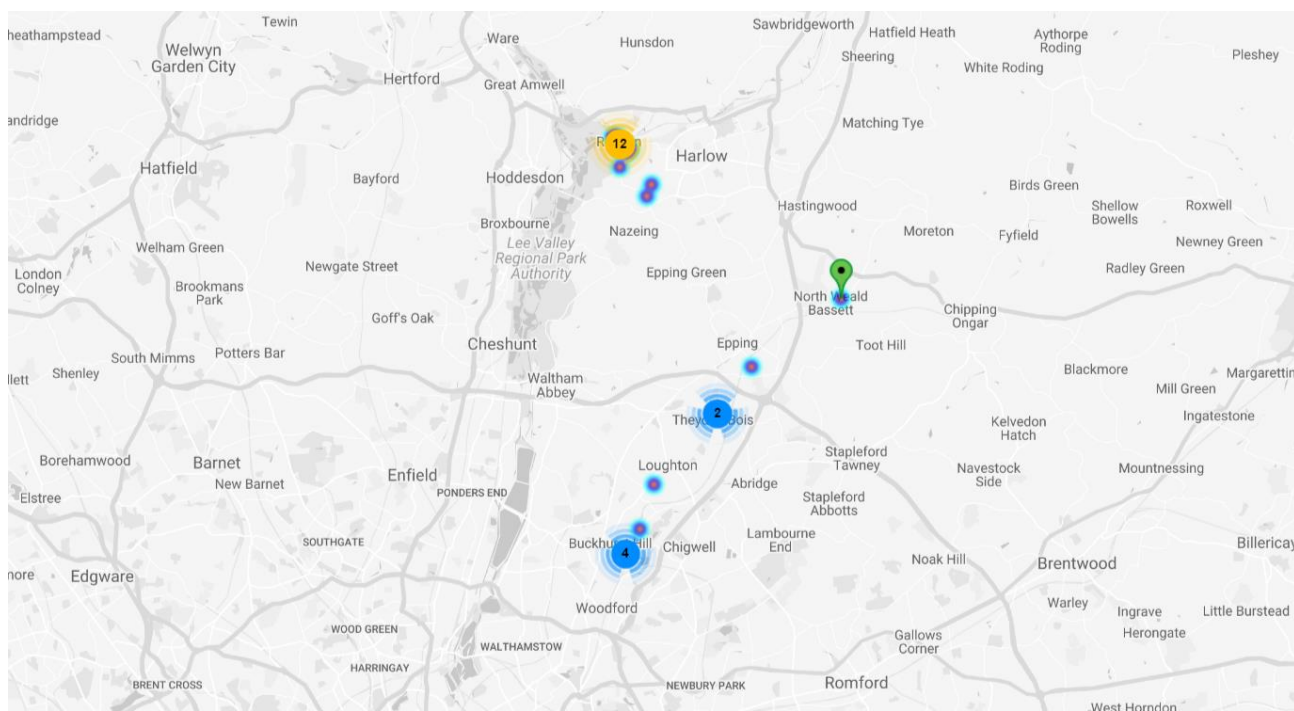 Tewin
Sawbridgeworth
heathampstead
Ware
Hunsdon
Hatfield Heath
Aythorpe
Roding
Welwyn
Garden City
Sheering
Pleshey
White Roding
Hertford
Great Amwell
andridge
Matching Tye
12
Harlow
Hatfield
Bayford
Hoddesdon
Birds Green
Hastingwood
Shellow
Bowells
Roxwell
Broxbourne
Nazeing
Moreton
Fyfield
Newney Green
Welham Green
Lee Valley
Regional Park
Authority
London
Colney
Newgate Street
Epping Green
Radley Green
Brookmans
Park
North Weald
Bassett
Chipping
Ongar
Goff's Oak
Cheshunt
Epping
Toot Hill
South Mimms
Potters Bar
llett
Shenley
Waltham
Abbey
Blackmore
Margarettin
Mill Green
2
Theydon Bois
Kelvedon
Hatch
Ingatestone
Stapleford
Tawney
Borehamwood
Barnet
Loughton
Navestock
Side
Mountnessing
Enfield
New Barnet
Abridge
Elstree
PONDERS END
Stapleford
Abbotts
SOUTHGATE
Buckhurst Hill
4
Chigwell
Lambourne
End
Billericay
Noak Hill
Brentwood
more
Edgware
Woodford
Warley
Ingrave
Little Burstead
WOOD GREEN
Herongate
WALTHAMSTOW
Gallows
Corner
HARRINGAY
BRENT CROSS
NEWBURY PARK
Romford
West Horndon